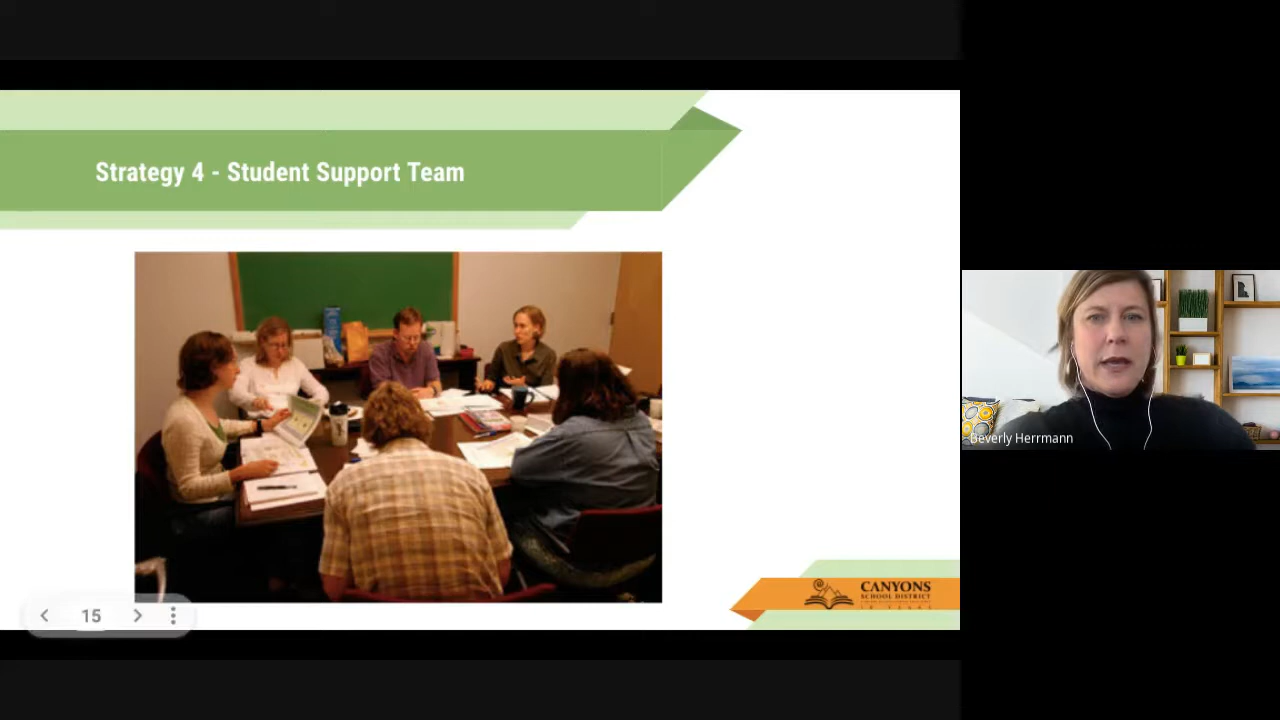 Strategy 4 - Student Support Team
CANYONS
SCHOOL DISTRICT
15
Beverly Herrmann